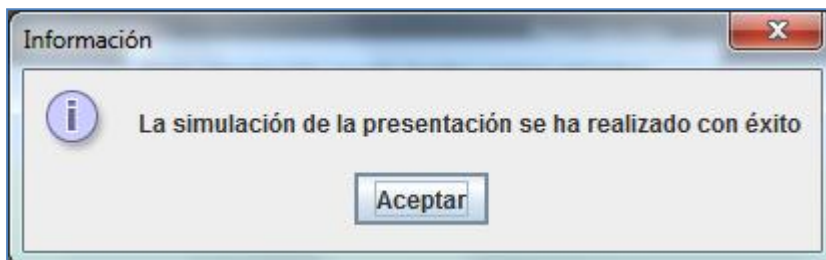 Información
La simulación de la presentación se ha realizado con éxito
Aceptar